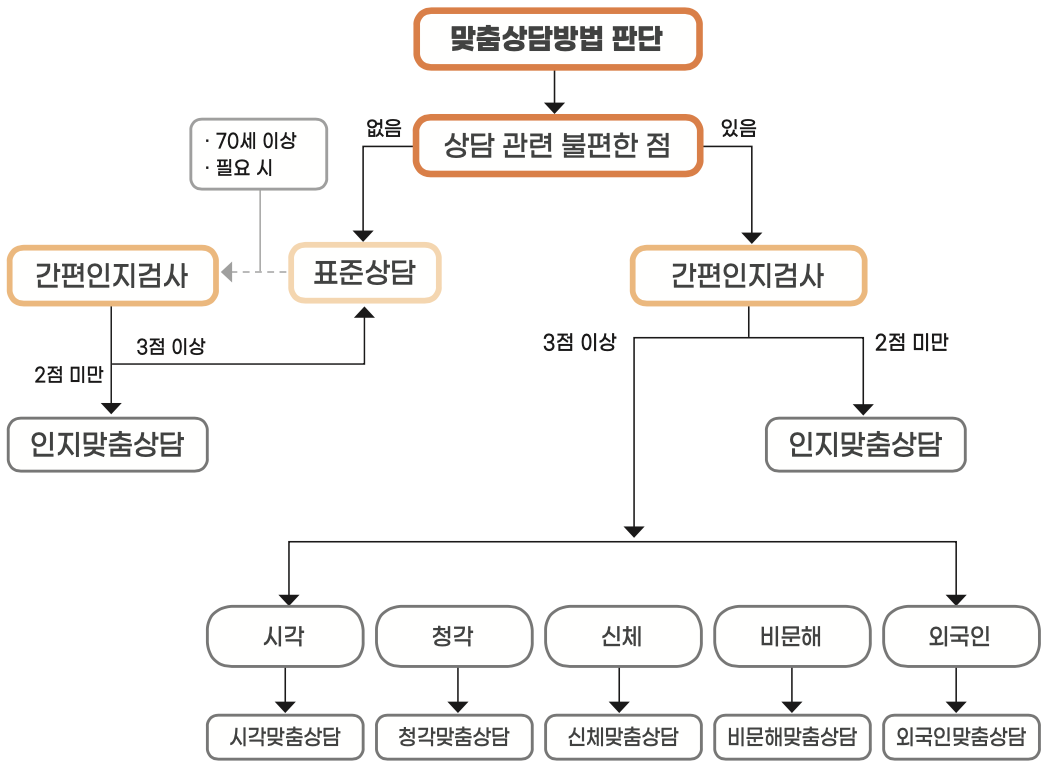 맞춤상담방법 판단
없음
상담 관련 불편한 점
있음
· 70세 이상
· 필요 시
간편인지검사
표준상담
간편인지검사
3점 이상
2점 미만
3점 이상
2점 미만
인지맞춤상담
인지맞춤상담
시각
청각
신체
비문해
외국인
시각맞춤상담
청각맞춤상담
신체맞춤상담
비문해맞춤상담
외국인맞춤상담